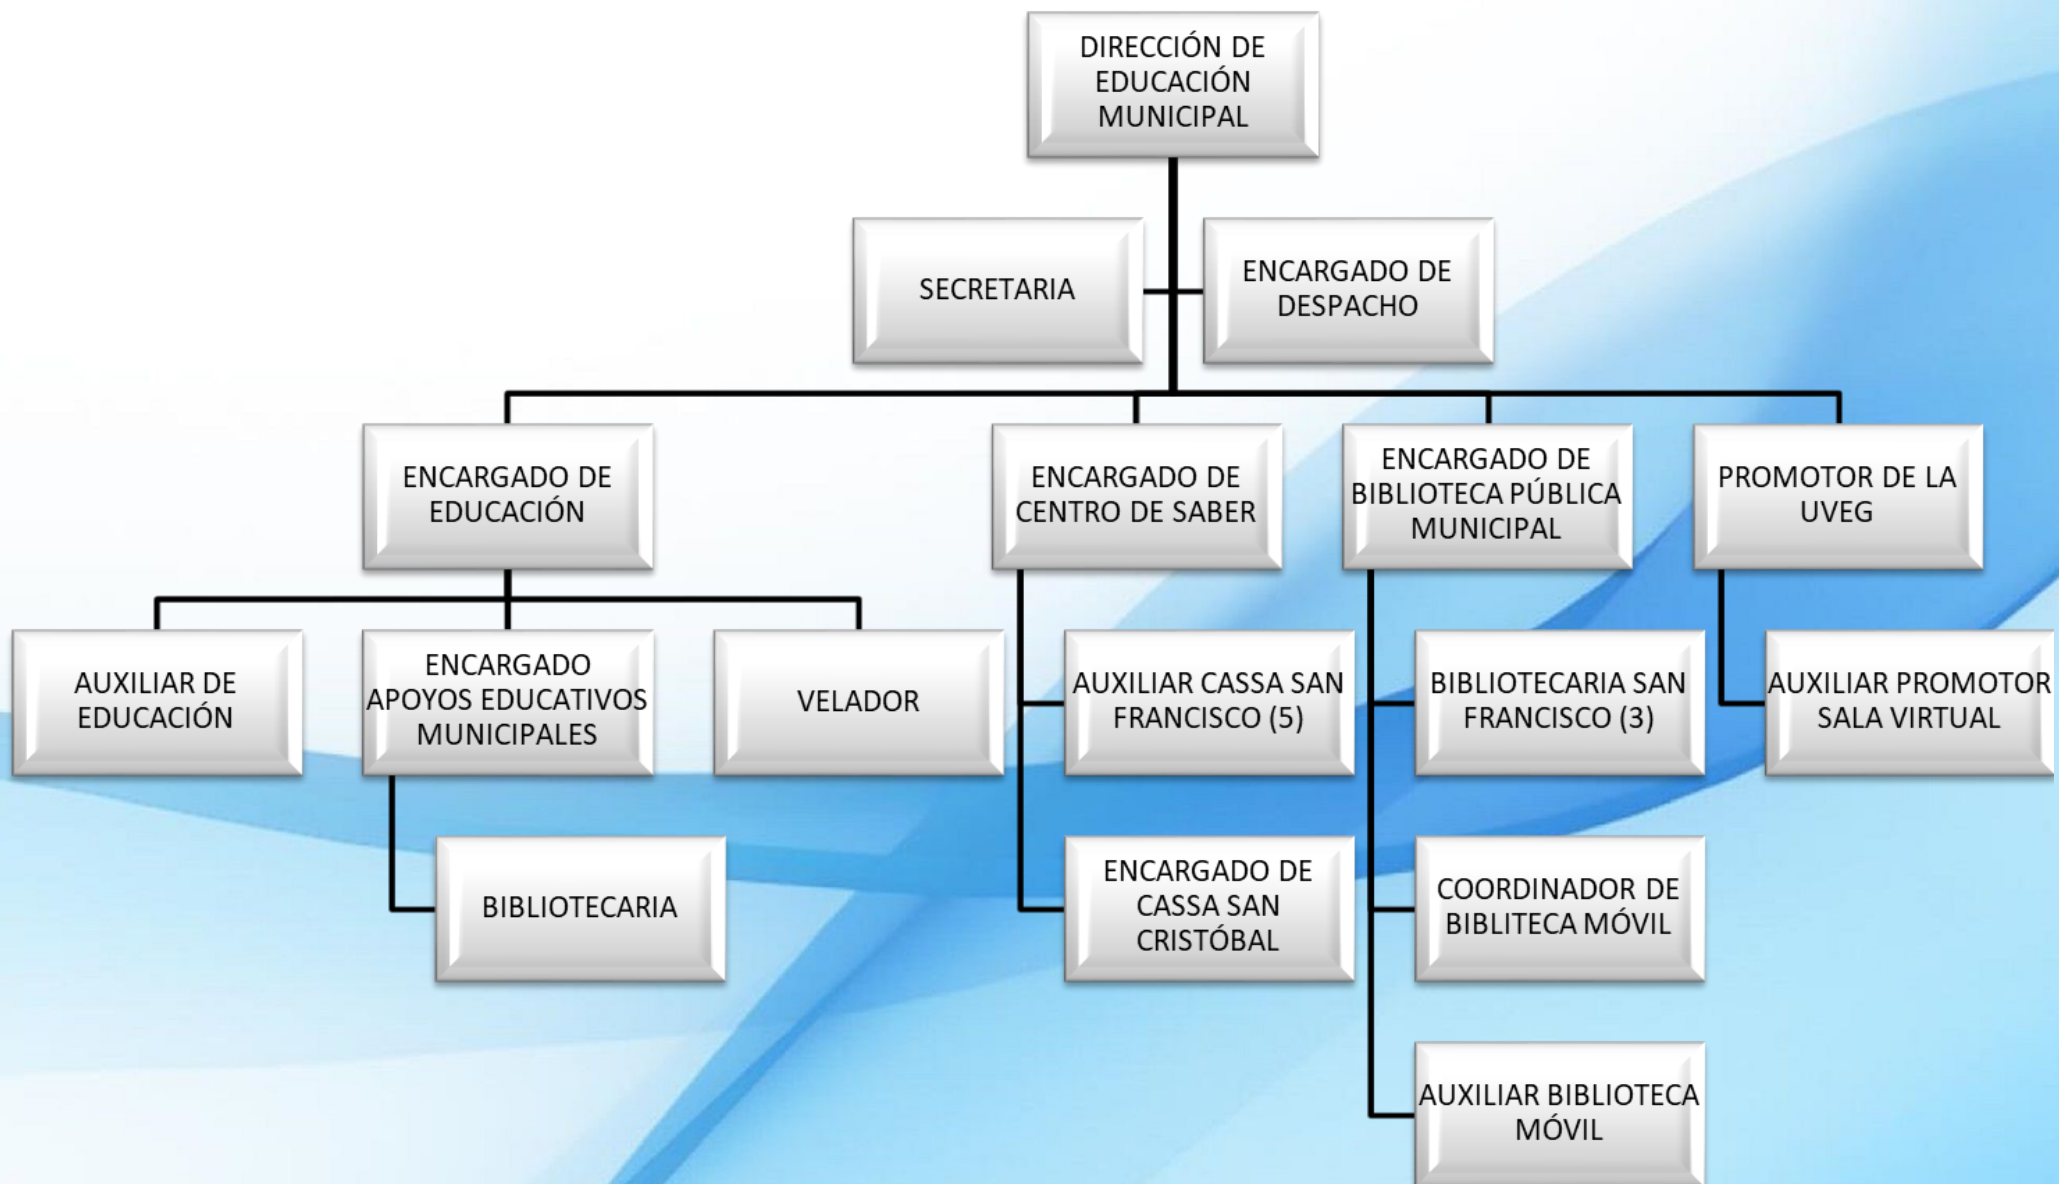 DIRECCIÓN DE
EDUCACIÓN
MUNICIPAL
SECRETARIA
ENCARGADO DE
DESPACHO
ENCARGADO DE
EDUCACIÓN
ENCARGADO DE
CENTRO DE SABER
ENCARGADO DE
BIBLIOTECA PÚBLICA
MUNICIPAL
PROMOTOR DE LA
UVEG
AUXILIAR DE
EDUCACIÓN
ENCARGADO
APOYOS EDUCATIVOS
MUNICIPALES
VELADOR
AUXILIAR CASSA SAN
FRANCISCO (5)
BIBLIOTECARIA SAN
FRANCISCO (3)
AUXILIAR PROMOTOR
SALA VIRTUAL
BIBLIOTECARIA
ENCARGADO DE
CASSA SAN
CRISTÓBAL
COORDINADOR DE
BIBLITECA MÓVIL
AUXILIAR BIBLIOTECA
MÓVIL